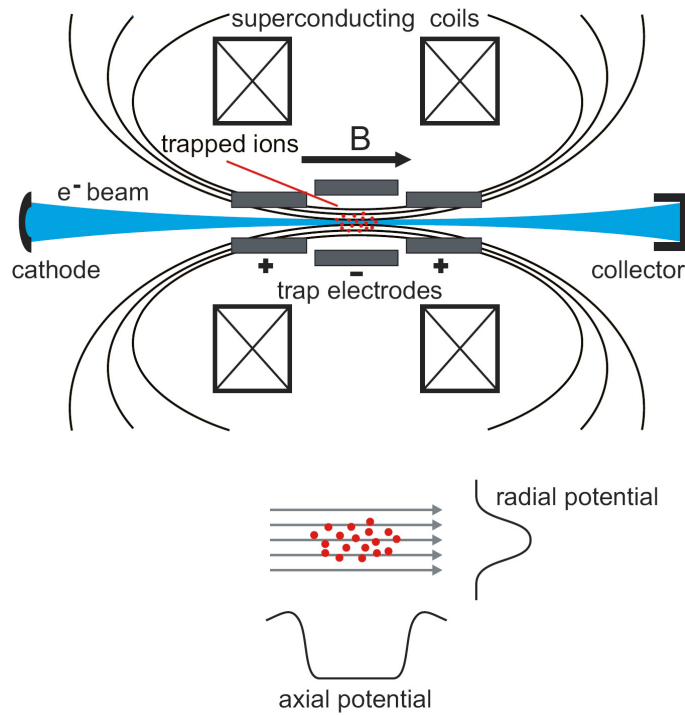 superconducting coils
trapped ions
B
e- beam
cathode
collector
+
-
+
trap electrodes
radial potential
axial potential